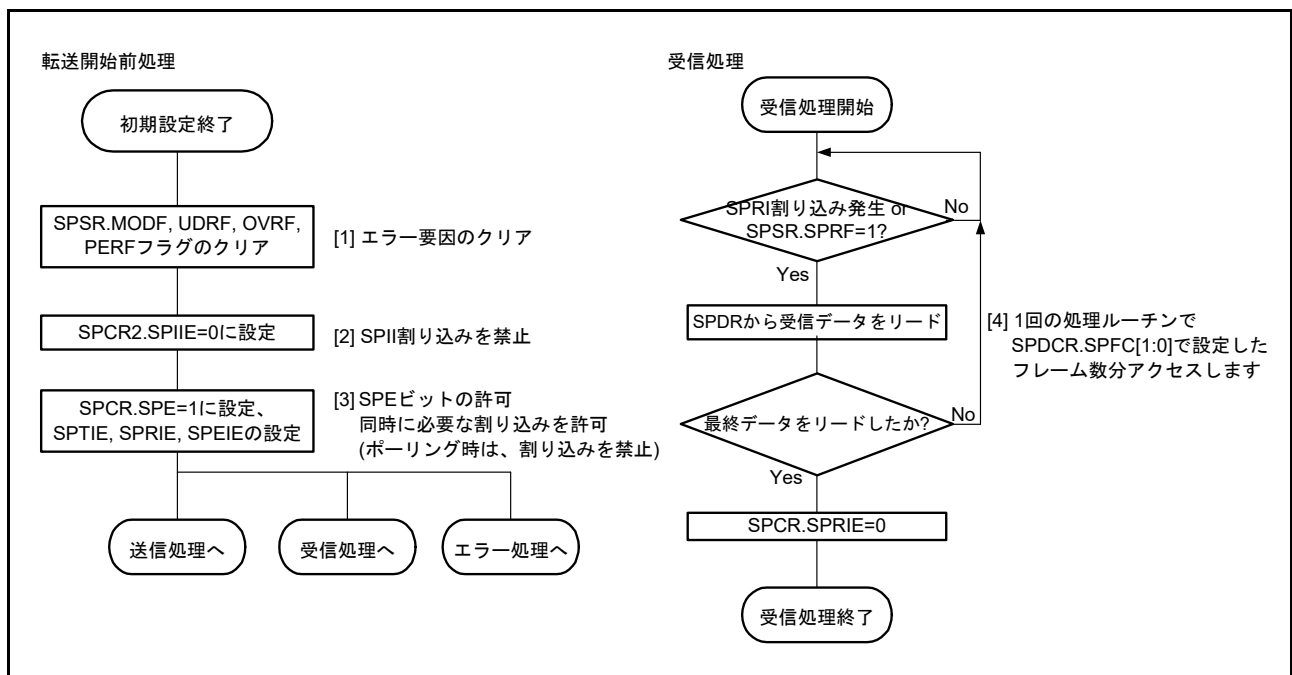 転送開始前処理
初期設定終了
SPSR.MODF, UDRF, OVRF,
PERFフラグのクリア
[1] エラー要因のクリア
SPCR2.SPIIE=0に設定
[2] SPII割り込みを禁止
SPCR.SPE=1に設定、
SPTIE, SPRIE, SPEIEの設定
[3] SPEビットの許可
同時に必要な割り込みを許可
(ポーリング時は、割り込みを禁止)
送信処理へ
受信処理へ
エラー処理へ
受信処理
受信処理開始
SPRI割り込み発生 or
SPSR.SPRF=1?
No
Yes
SPDRから受信データをリード
[4] 1回の処理ルーチンで
SPDCR.SPFC[1:0]で設定した
フレーム数分アクセスします
最終データをリードしたか?
No
Yes
SPCR.SPRIE=0
受信処理終了